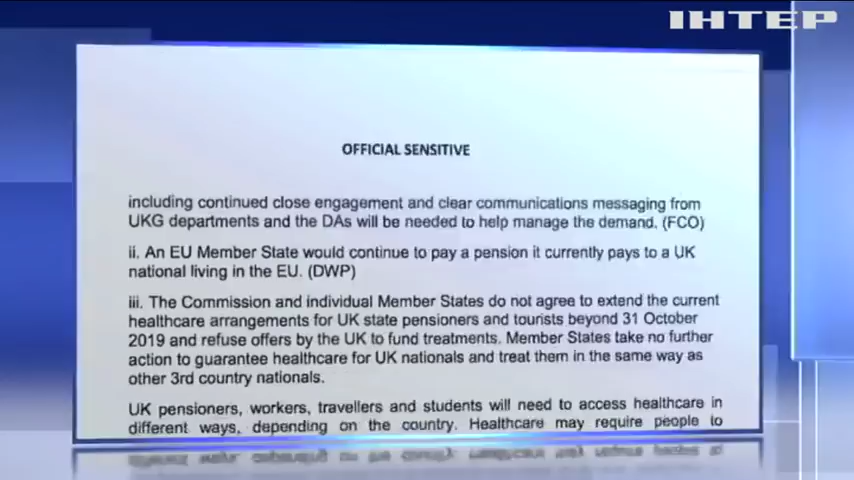 ІНТЕР
OFFICIAL SENSITIVE
including continued close engagement and clear communications messaging from
UKG departments and the DAs will be needed to help manage the demand. (FCO)
ii. An EU Member State would continue to pay a pension it currently pays to a UK
national living in the EU. (DWP)
iii. The Commission and individual Member States do not agree to extend the current
healthcare arrangements for UK state pensioners and tourists beyond 31 October
2019 and refuse offers by the UK to fund treatments. Member States take no further
action to guarantee healthcare for UK nationals and treat them in the same way as
other 3rd country nationals.
UK pensioners, workers, travellers and students will need to access healthcare in
different ways, depending on the country. Healthcare may require people to